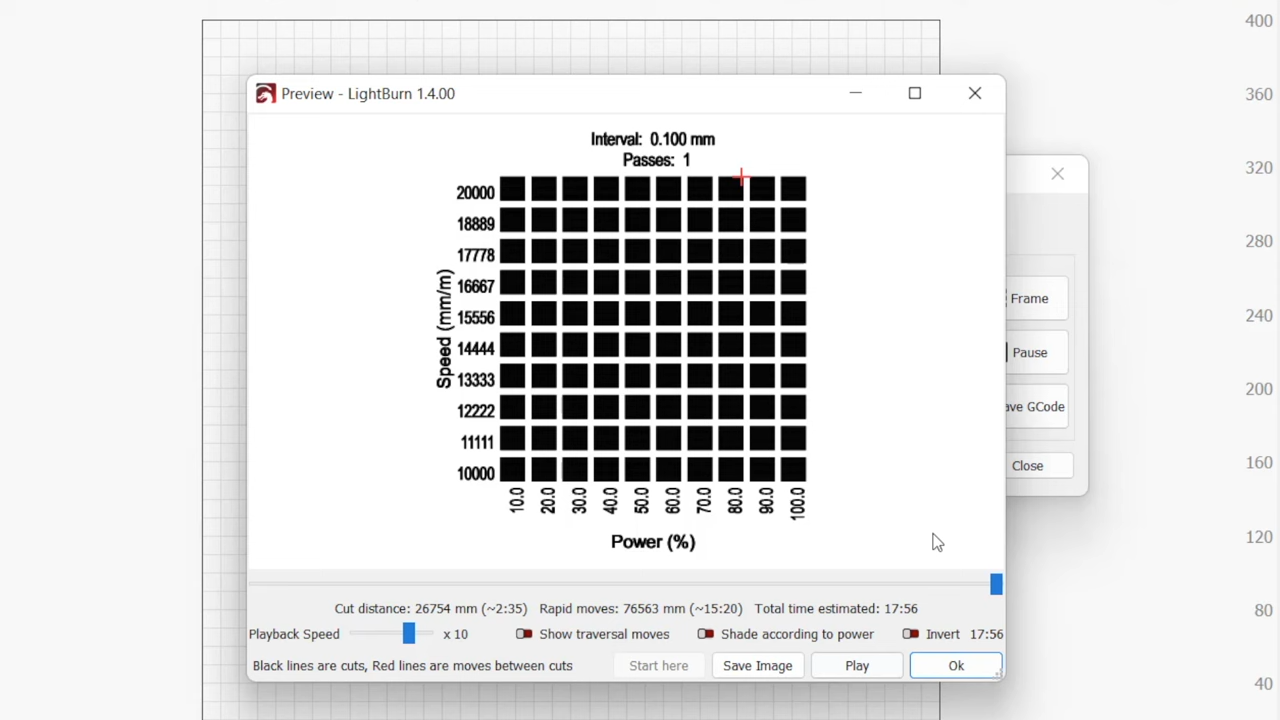 400
Preview - LightBurn 1.4.00
360
Interval: 0.100 mm
Passes: 1
320
20000
18889
17778
16667
15556
14444
13333
12222
11111
10000
Speed (mm/m)
10.0 20.0 30.0 40.0 50.0 60.0 70.0 80.0 90.0 100.0
Power (%)
280
Frame
240
Pause
200
ave GCode
Close
160
120
Cut distance: 26754 mm (~2:35) Rapid moves: 76563 mm (~15:20) Total time estimated: 17:56
80
Playback Speed x 10 Show traversal moves Shade according to power Invert 17:56
Black lines are cuts, Red lines are moves between cuts Start here Save Image Play Ok
40